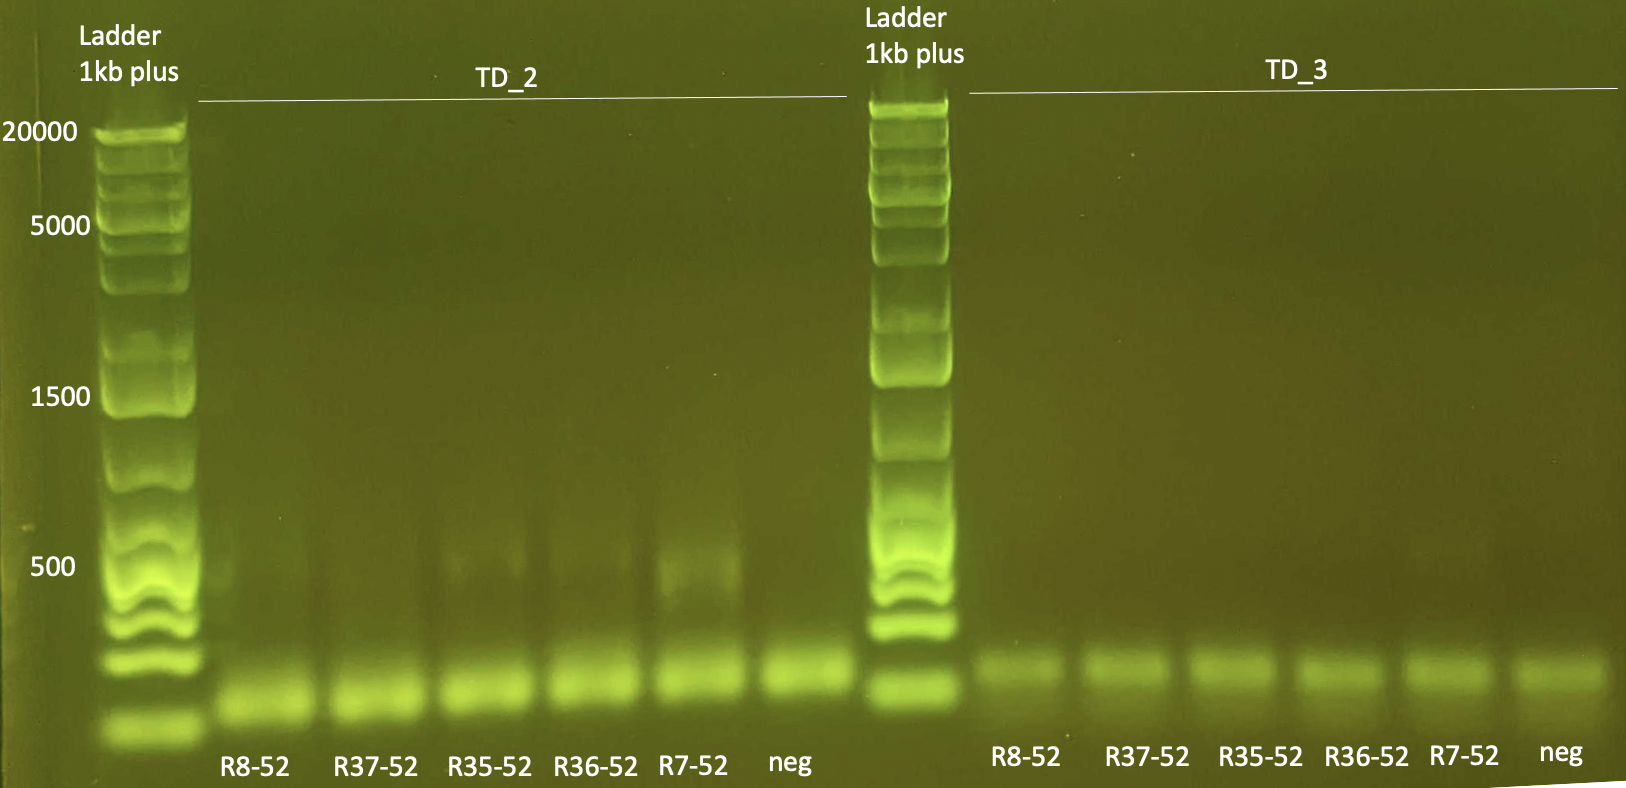 Ladder
1kb plus
TD_2
Ladder
1kb plus
TD_3
20000
5000
1500
500
R8-52
R37-52
R35-52
R36-52
R7-52
neg
R8-52
R37-52
R35-52
R36-52
R7-52
neg